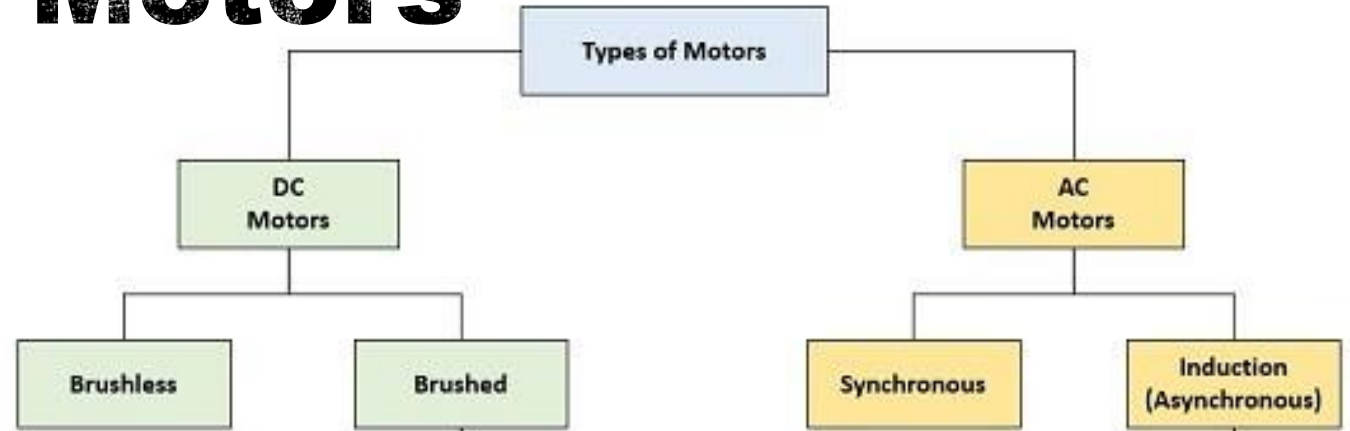 Motors
Types of Motors
DC
Motors
AC
Motors
Brushless
Brushed
Synchronous
Induction
(Asynchronous)